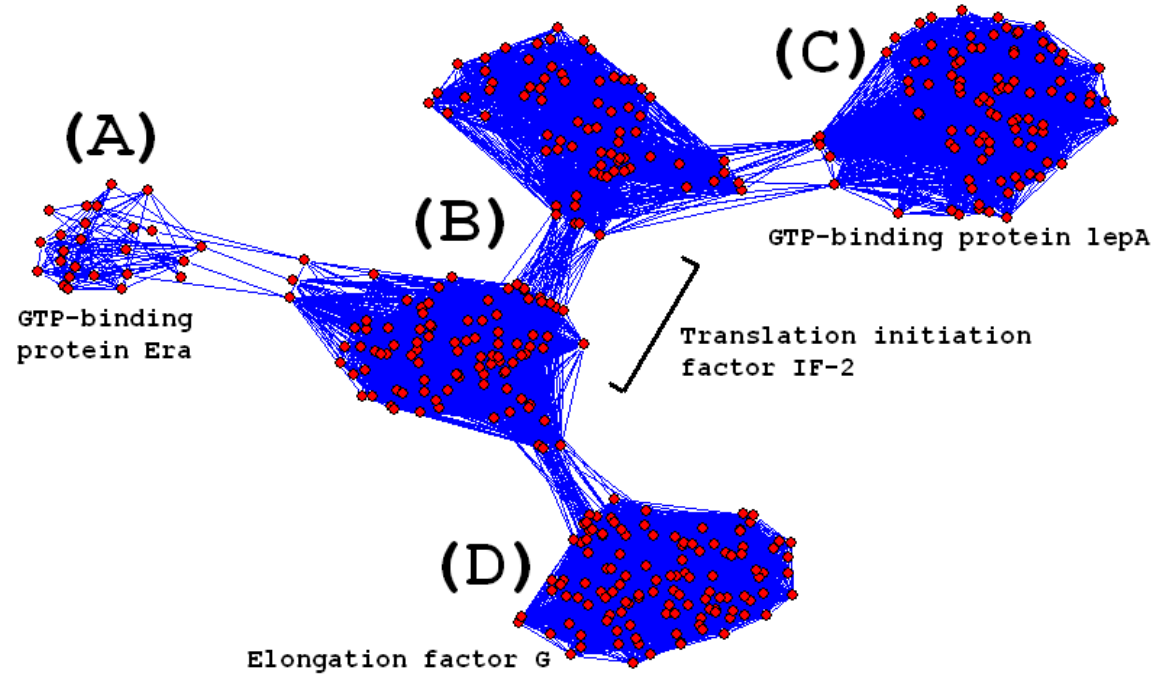 (A)
(B)
(C)
GTP-binding
protein Era
GTP-binding protein lepA
Translation initiation
factor IF-2
(D)
Elongation factor G